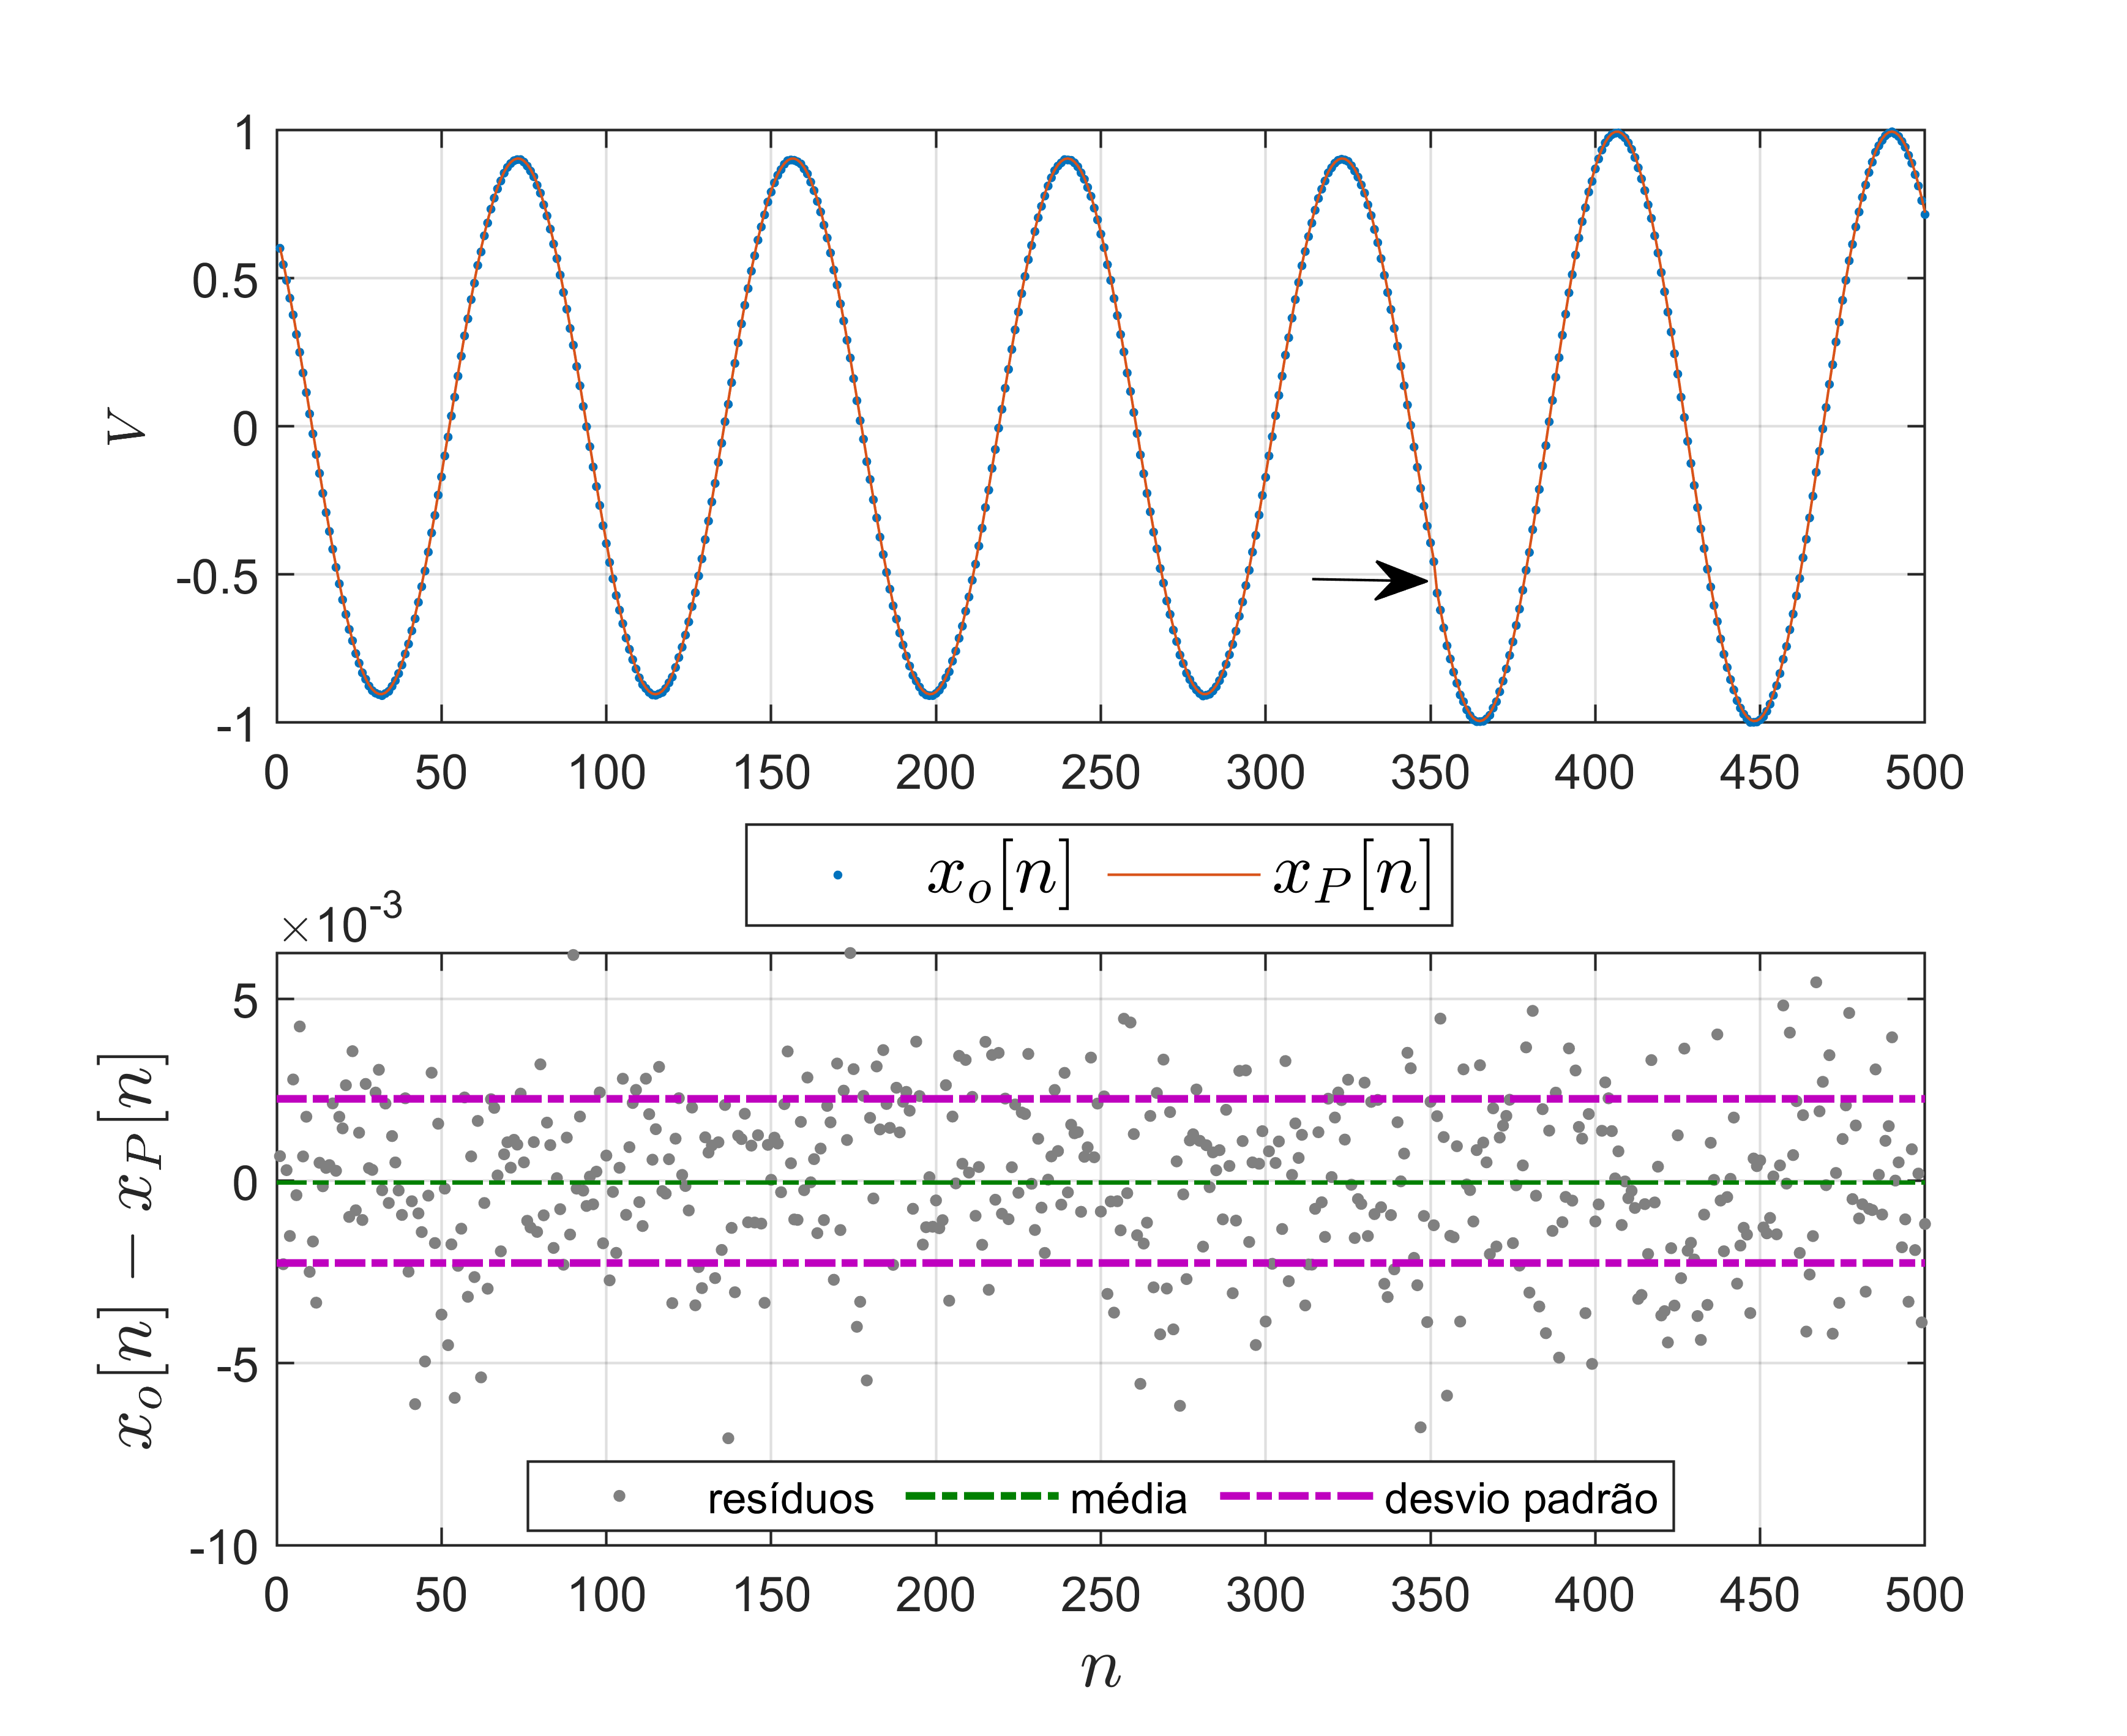 1
0.5
0
-0.5
-1
V
0 50 100 150 200 250 300 350 400 450 500
x_o[n] x_P[n]
×10^-3
5
0
-5
-10
x_o[n] − x_P[n]
resíduos média desvio padrão
0 50 100 150 200 250 300 350 400 450 500
n